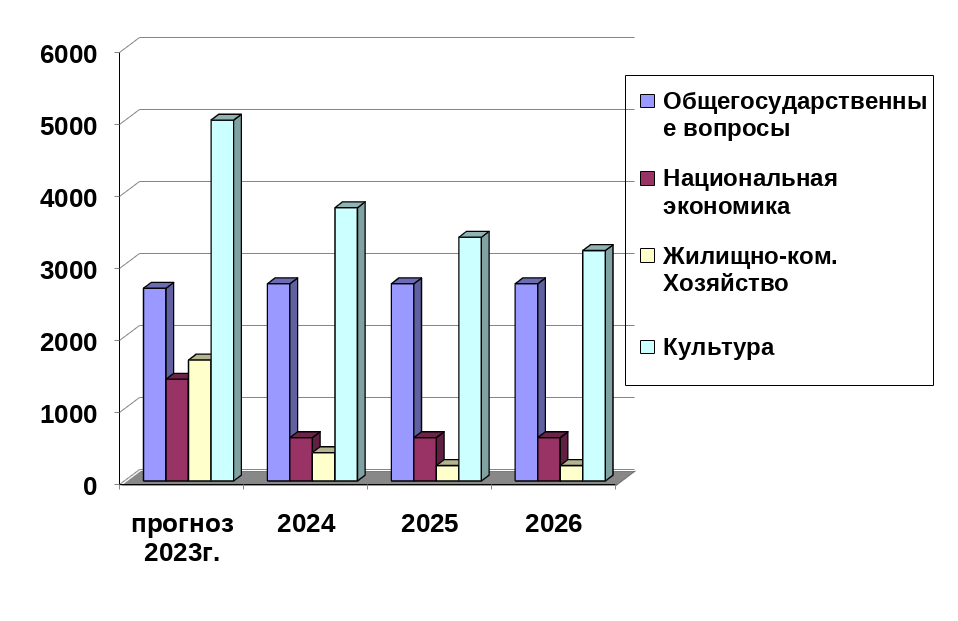 6000
5000
4000
3000
2000
1000
0
прогноз
2023г.
2024
2025
2026
Общегосударственны
е вопросы
Национальная
экономика
Жилищно-ком.
Хозяйство
Культура